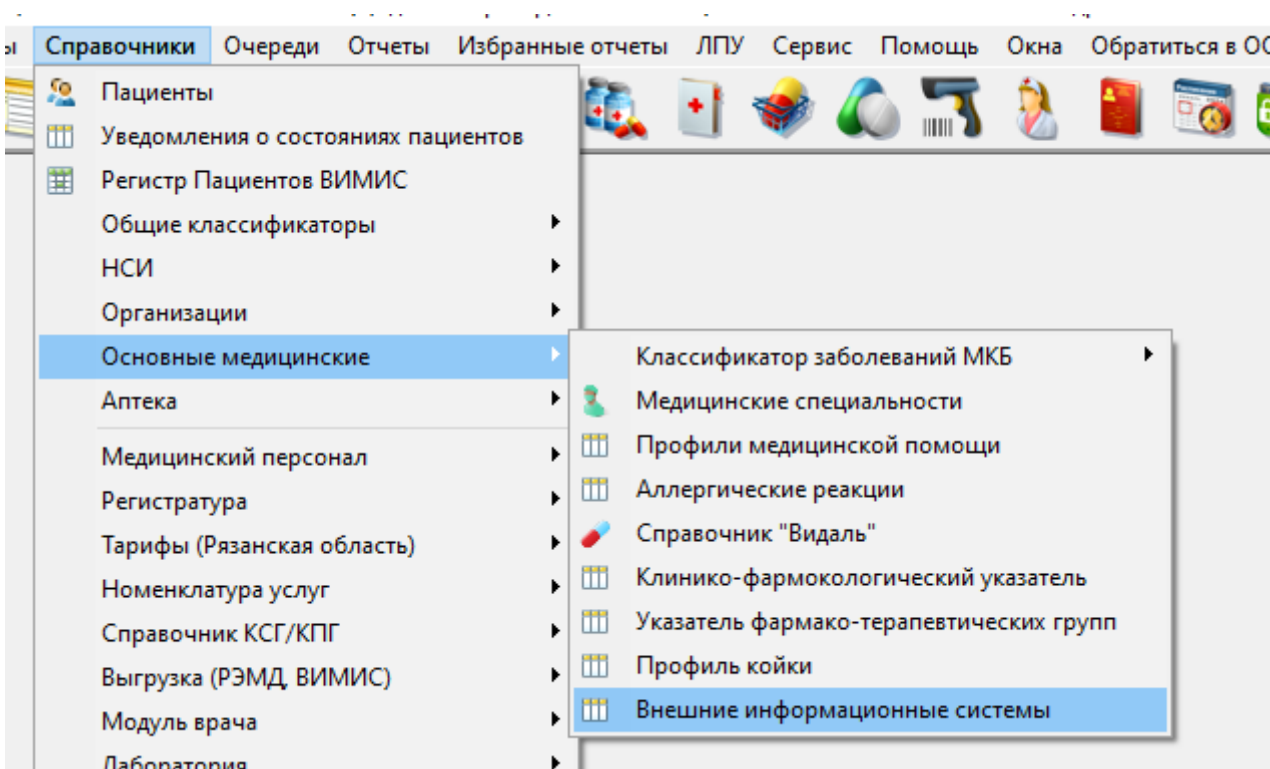 Справочники Очереди Отчеты Избранные отчеты ЛПУ Сервис Помощь Окна Обратиться в
Пациенты
Уведомления о состояниях пациентов
Регистр Пациентов ВИМИС
Общие классификаторы
НСИ
Организации
Основные медицинские
Аптека
Медицинский персонал
Регистратура
Тарифы (Рязанская область)
Номенклатура услуг
Справочник КСГ/КПГ
Выгрузка (РЭМД, ВИМИС)
Модуль врача
Лаборатория
Классификатор заболеваний МКБ
Медицинские специальности
Профили медицинской помощи
Аллергические реакции
Справочник "Видаль"
Клинико-фармокологический указатель
Указатель фармако-терапевтических групп
Профиль койки
Внешние информационные системы